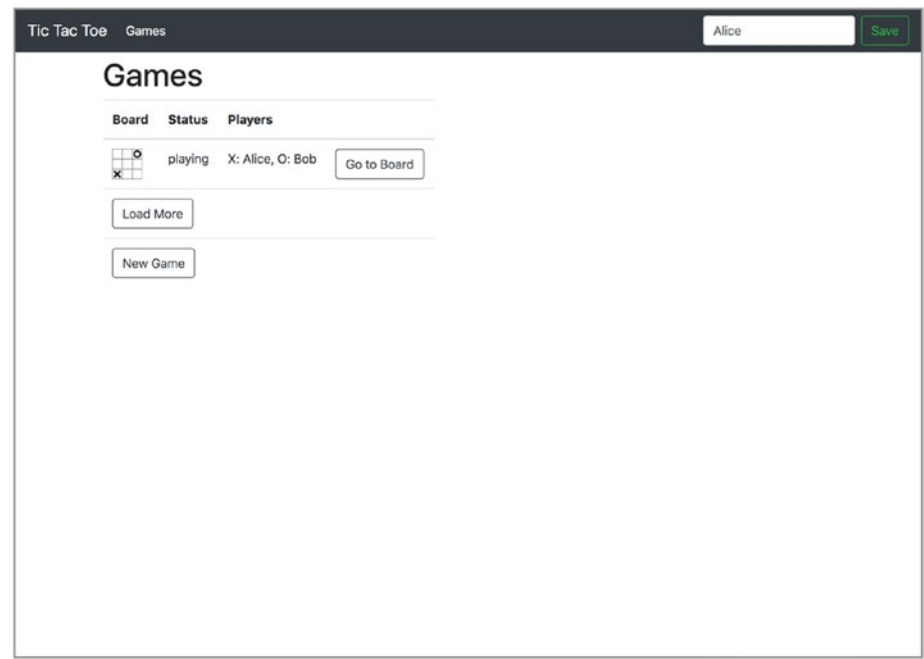 Tic Tac Toe Games Alice Save
Games
Board Status Players
O
X
playing X: Alice, O: Bob Go to Board
Load More
New Game